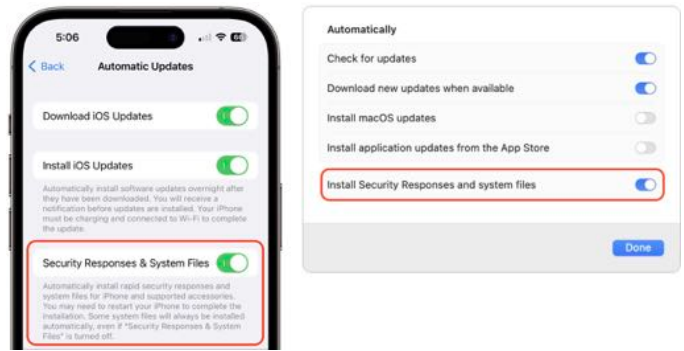 5:06
Back
Automatic Updates
Download iOS Updates
Install iOS Updates
Automatically install software updates overnight after
they have been downloaded. You will receive a
notification before updates are installed. Your iPhone
must be charging and connected to Wi-Fi to complete
the update.
Security Responses & System Files
Automatically install rapid security responses and
system files for iPhone and supported accessories.
You may need to restart your iPhone to complete the
installation. Some system files will always be installed
automatically, even if "Security Responses & System
Files" is turned off.
Automatically
Check for updates
Download new updates when available
Install macOS updates
Install application updates from the App Store
Install Security Responses and system files
Done